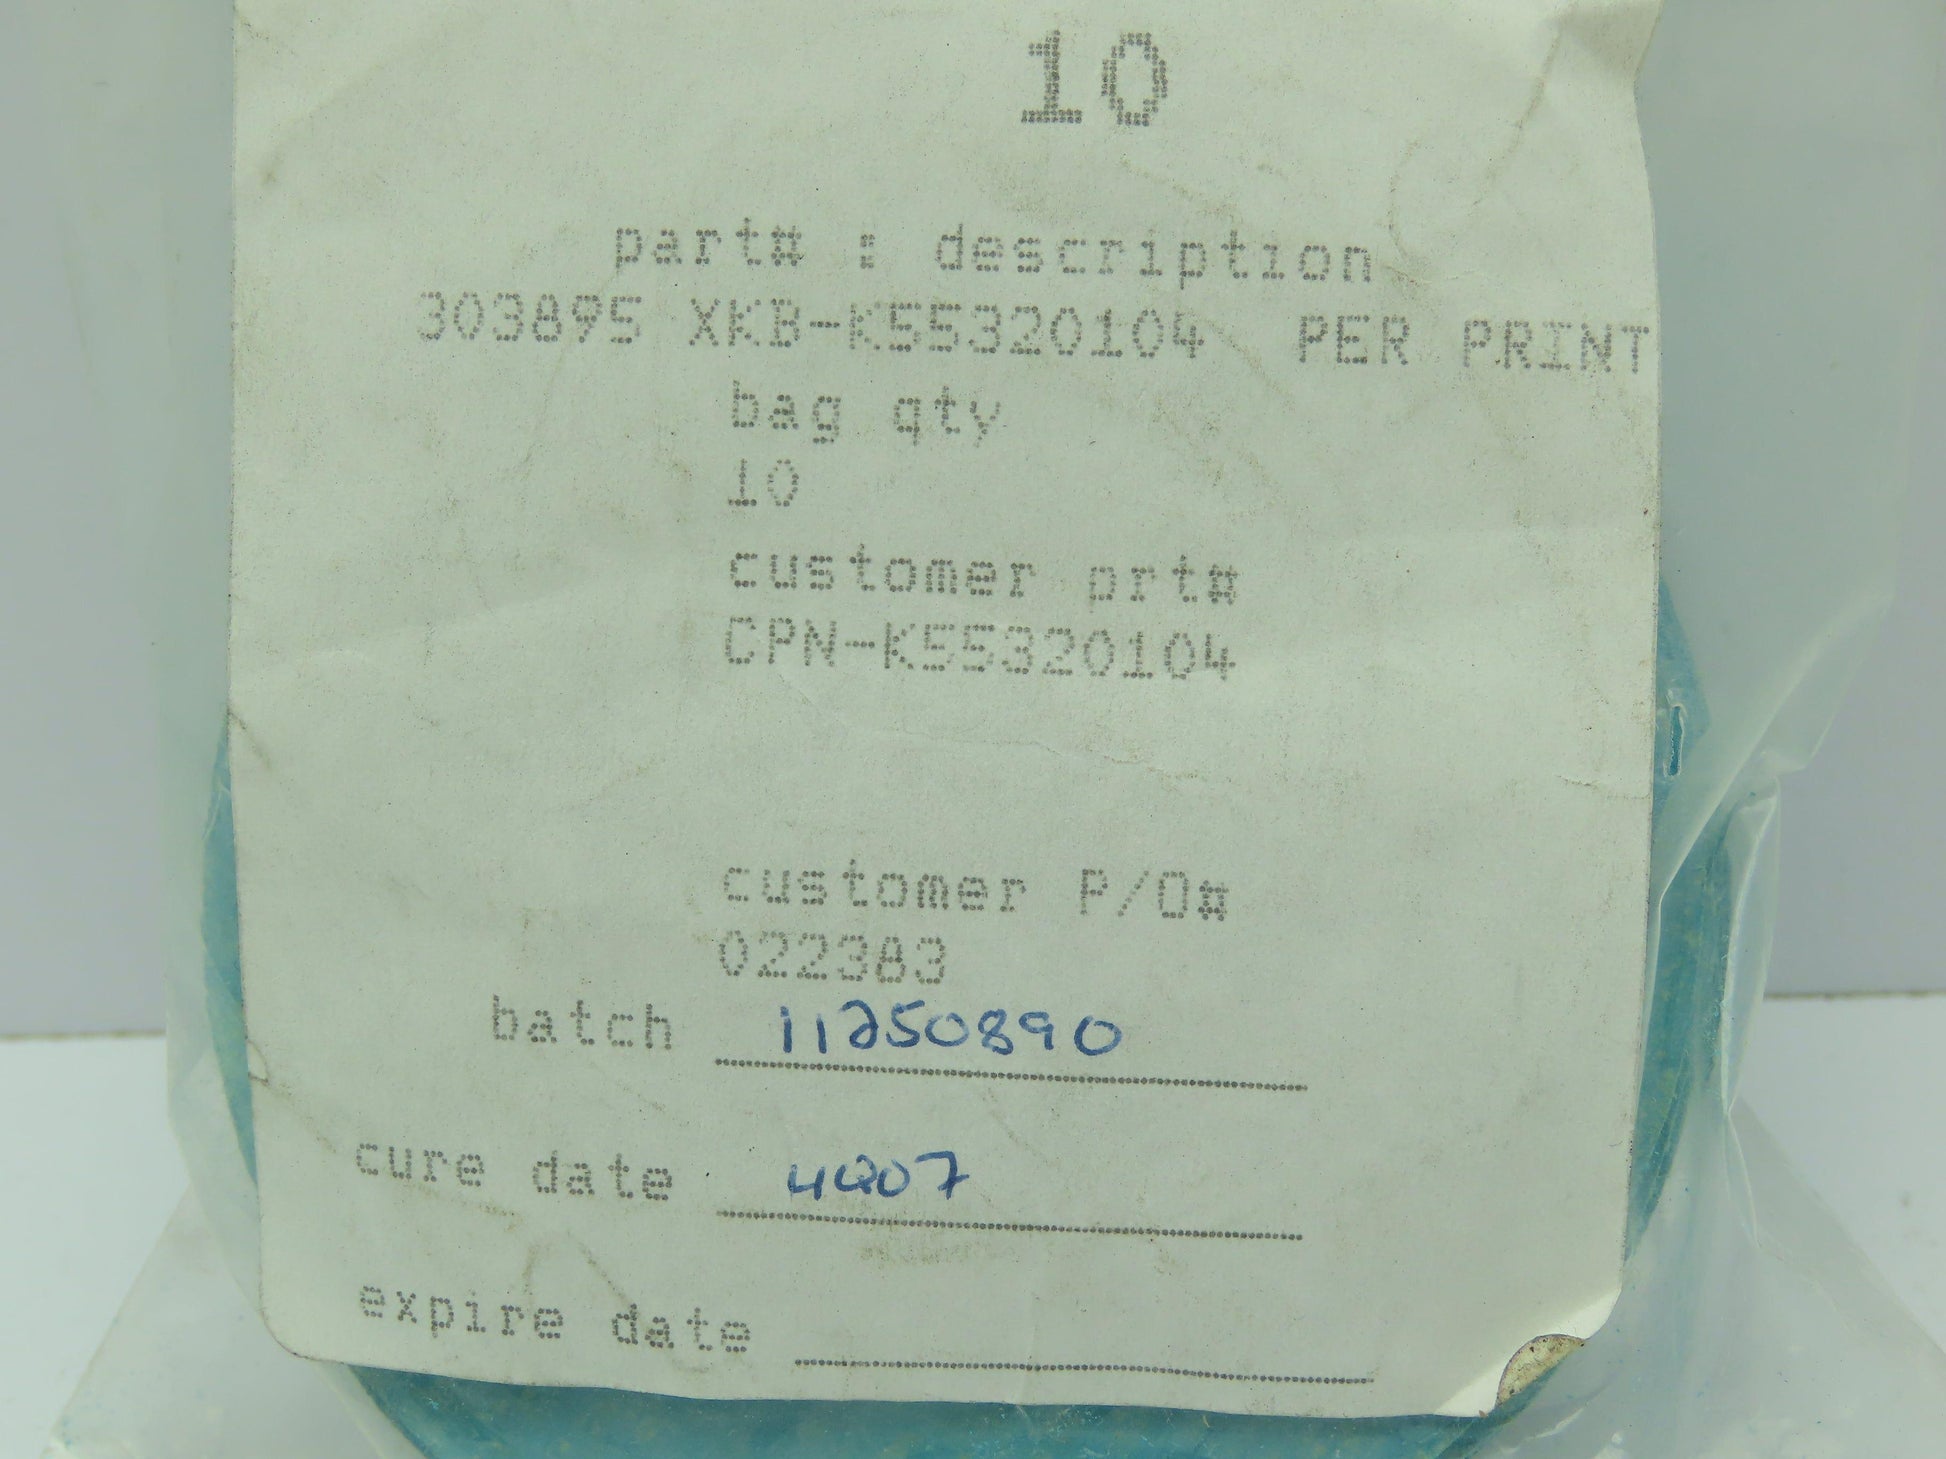 10
part# : description
303895 XKB-K55320104 PER PRINT
bag qty
10
customer prt#
CPN-K55320104
customer P/O#
022383
batch 11250890
cure date 4Q07
expire date